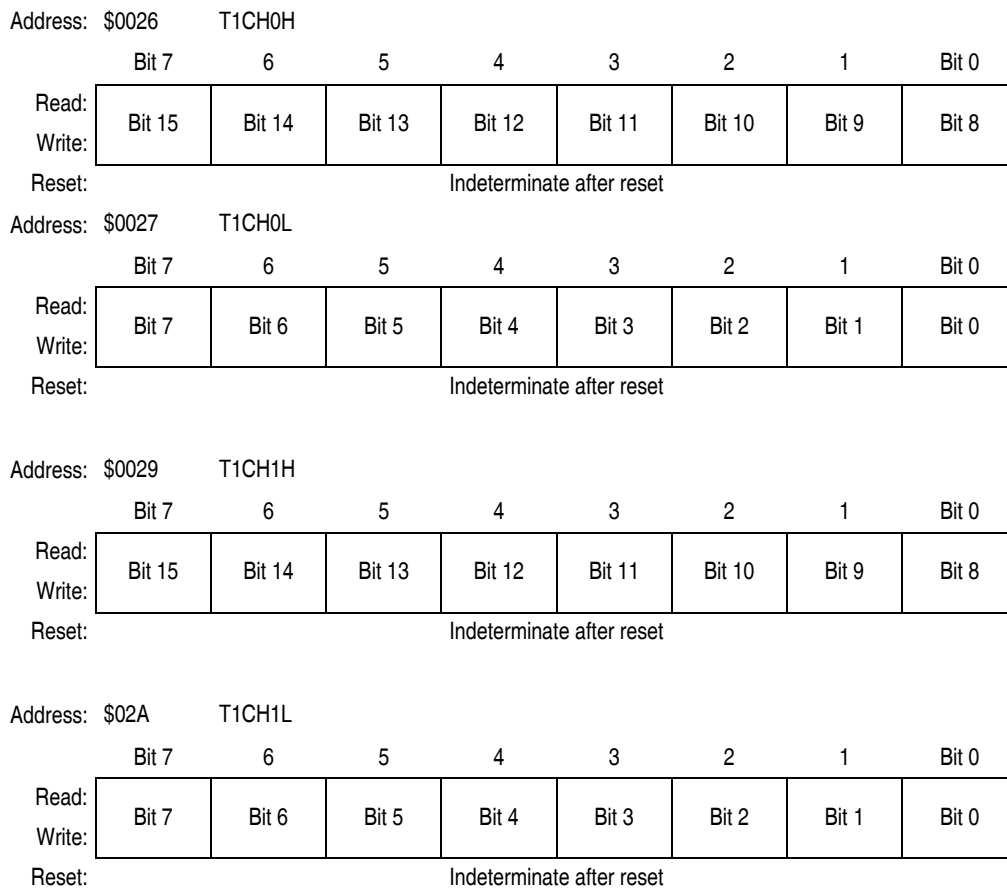 Address: $0026 T1CH0H
Bit 7 6 5 4 3 2 1 Bit 0
Read:
Bit 15 Bit 14 Bit 13 Bit 12 Bit 11 Bit 10 Bit 9 Bit 8
Write:
Reset: Indeterminate after reset
Address: $0027 T1CH0L
Bit 7 6 5 4 3 2 1 Bit 0
Read:
Bit 7 Bit 6 Bit 5 Bit 4 Bit 3 Bit 2 Bit 1 Bit 0
Write:
Reset: Indeterminate after reset
Address: $0029 T1CH1H
Bit 7 6 5 4 3 2 1 Bit 0
Read:
Bit 15 Bit 14 Bit 13 Bit 12 Bit 11 Bit 10 Bit 9 Bit 8
Write:
Reset: Indeterminate after reset
Address: $02A T1CH1L
Bit 7 6 5 4 3 2 1 Bit 0
Read:
Bit 7 Bit 6 Bit 5 Bit 4 Bit 3 Bit 2 Bit 1 Bit 0
Write:
Reset: Indeterminate after reset